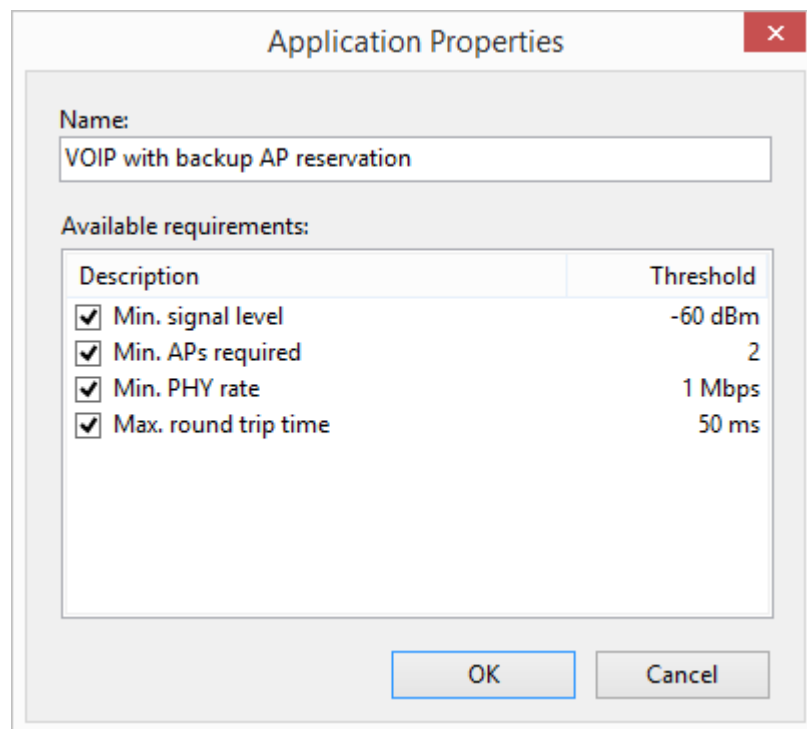 Application Properties
Name:
VOIP with backup AP reservation
Available requirements:
Description Threshold
Min. signal level -60 dBm
Min. APs required 2
Min. PHY rate 1 Mbps
Max. round trip time 50 ms
OK Cancel